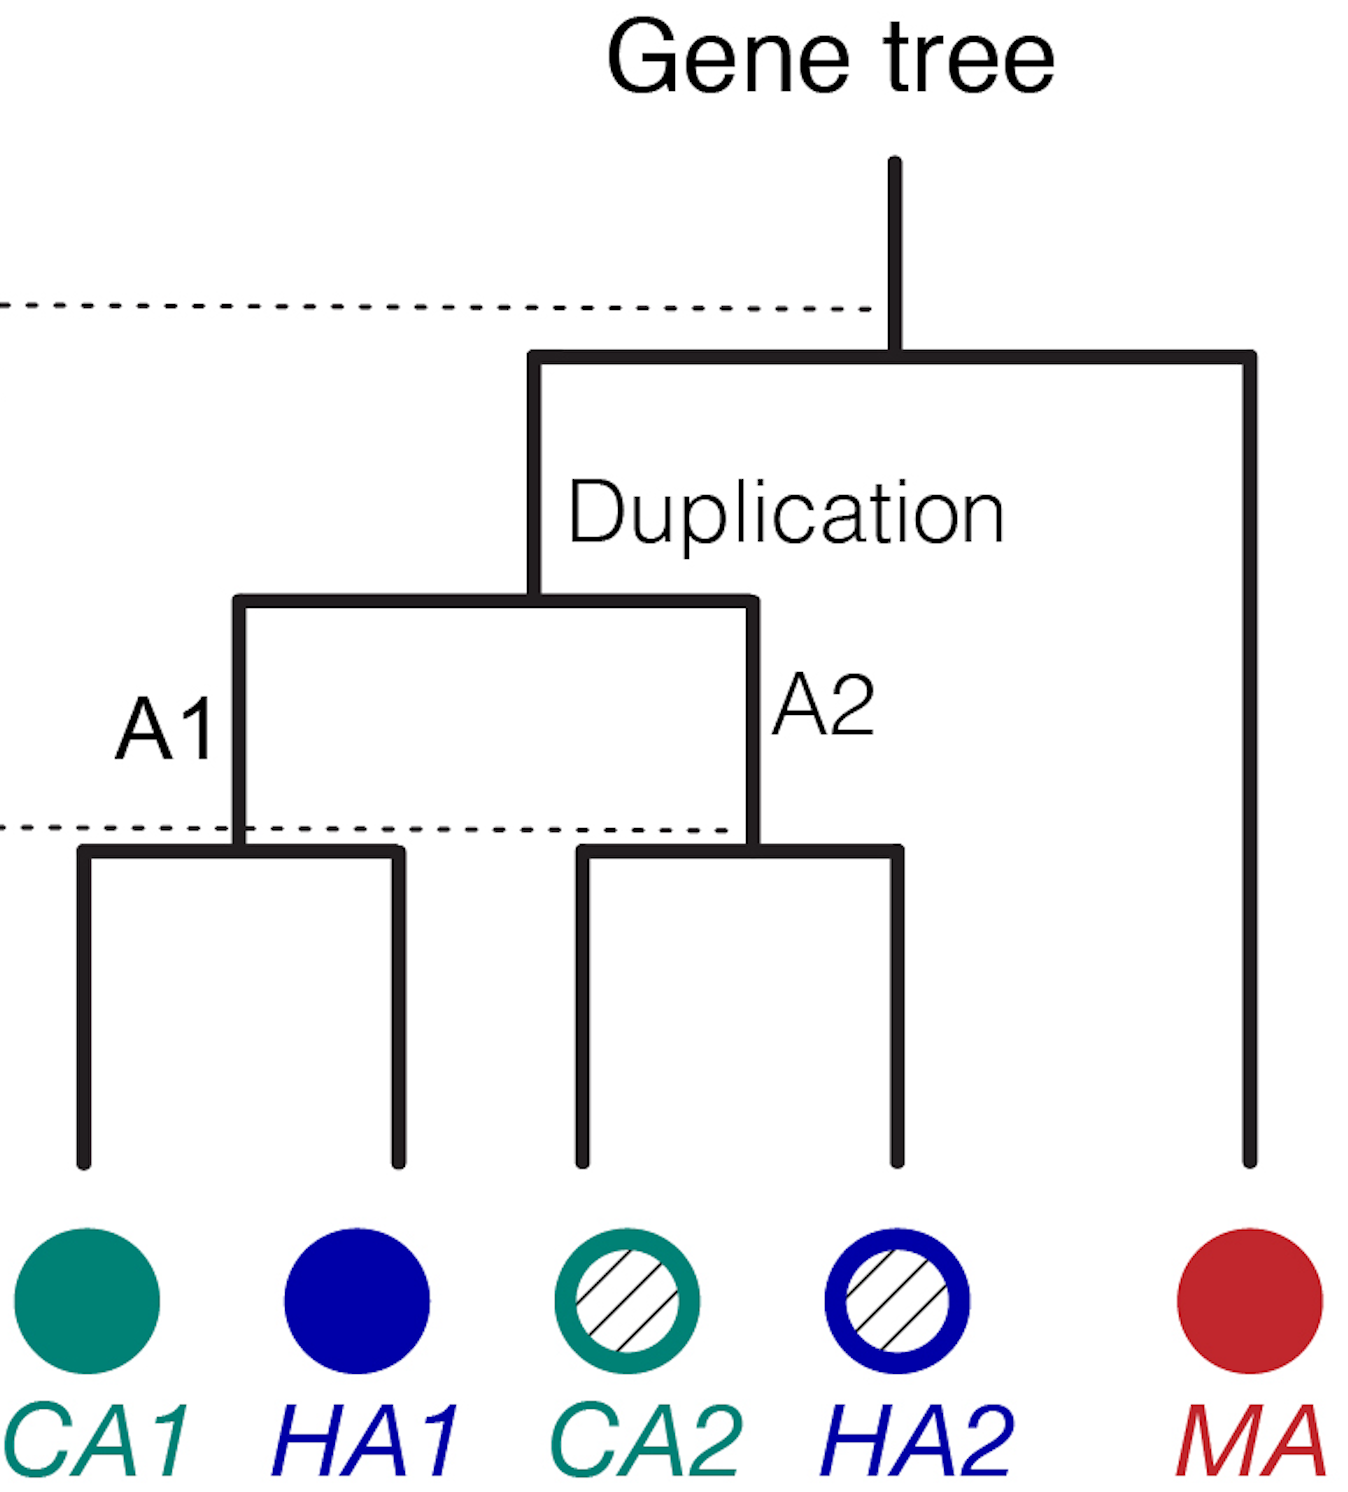 Gene tree
Duplication
A1
A2
CA1
HA1
CA2
HA2
MA